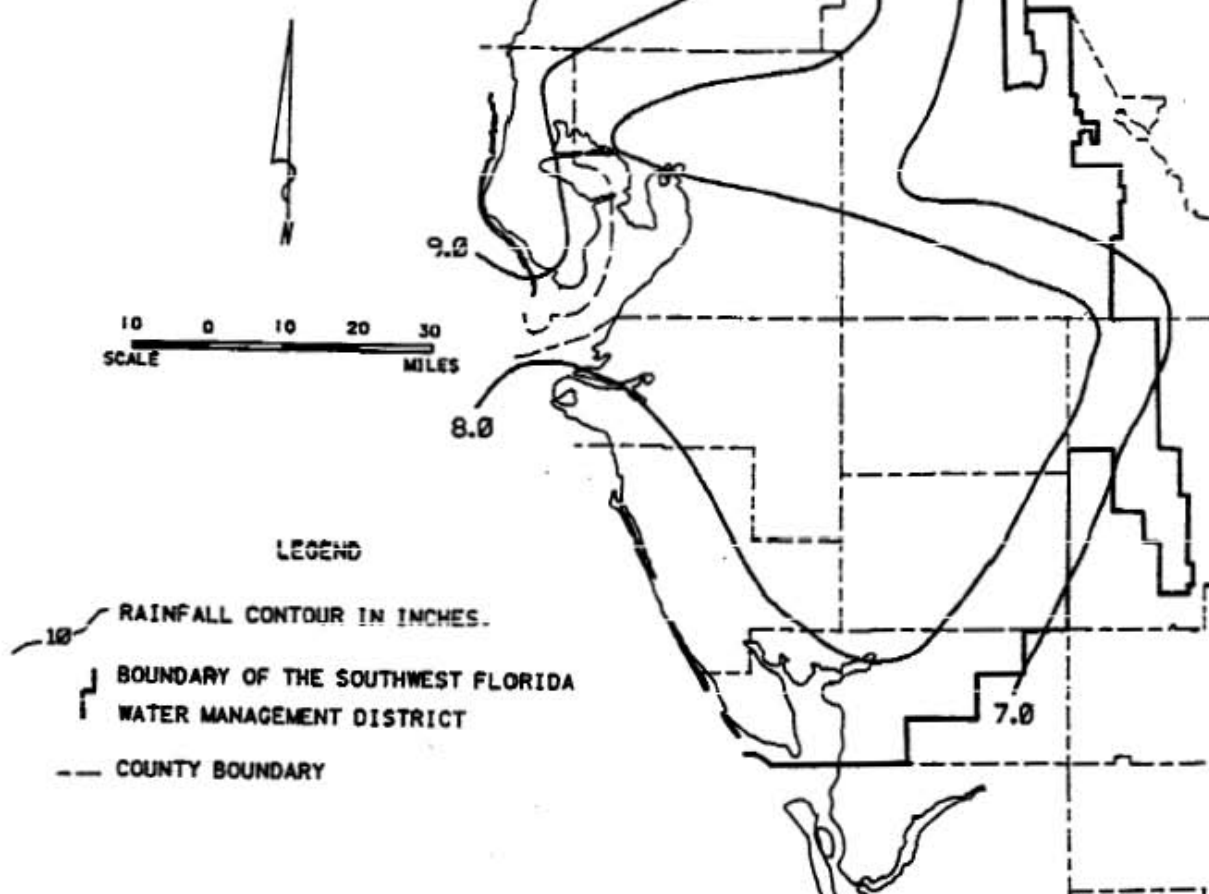 N
9.0
10 0 10 20 30
SCALE MILES
8.0
LEGEND
10 RAINFALL CONTOUR IN INCHES.
BOUNDARY OF THE SOUTHWEST FLORIDA
WATER MANAGEMENT DISTRICT
7.0
COUNTY BOUNDARY